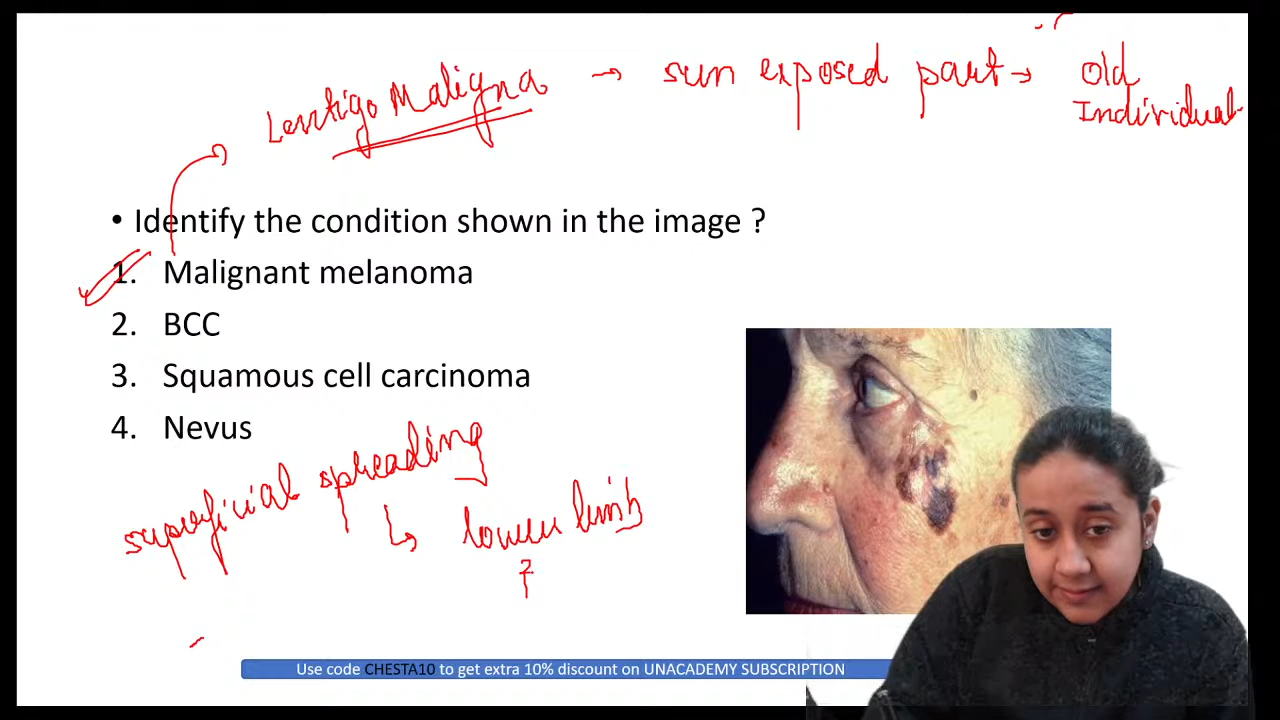 Lentigo Maligna → sun exposed part → Old
Individual
• Identify the condition shown in the image ?
1. Malignant melanoma
2. BCC
3. Squamous cell carcinoma
4. Nevus
superficial spreading
↳ lower limb
Use code CHESTA10 to get extra 10% discount on UNACADEMY SUBSCRIPTION